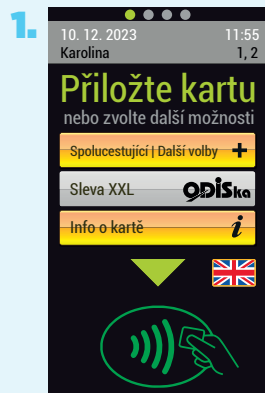 1.
10. 12. 2023 11:55
Karolina 1, 2
Přiložte kartu
nebo zvolte další možnosti
Spolucestující | Další volby +
Sleva XXL ODISka
Info o kartě i